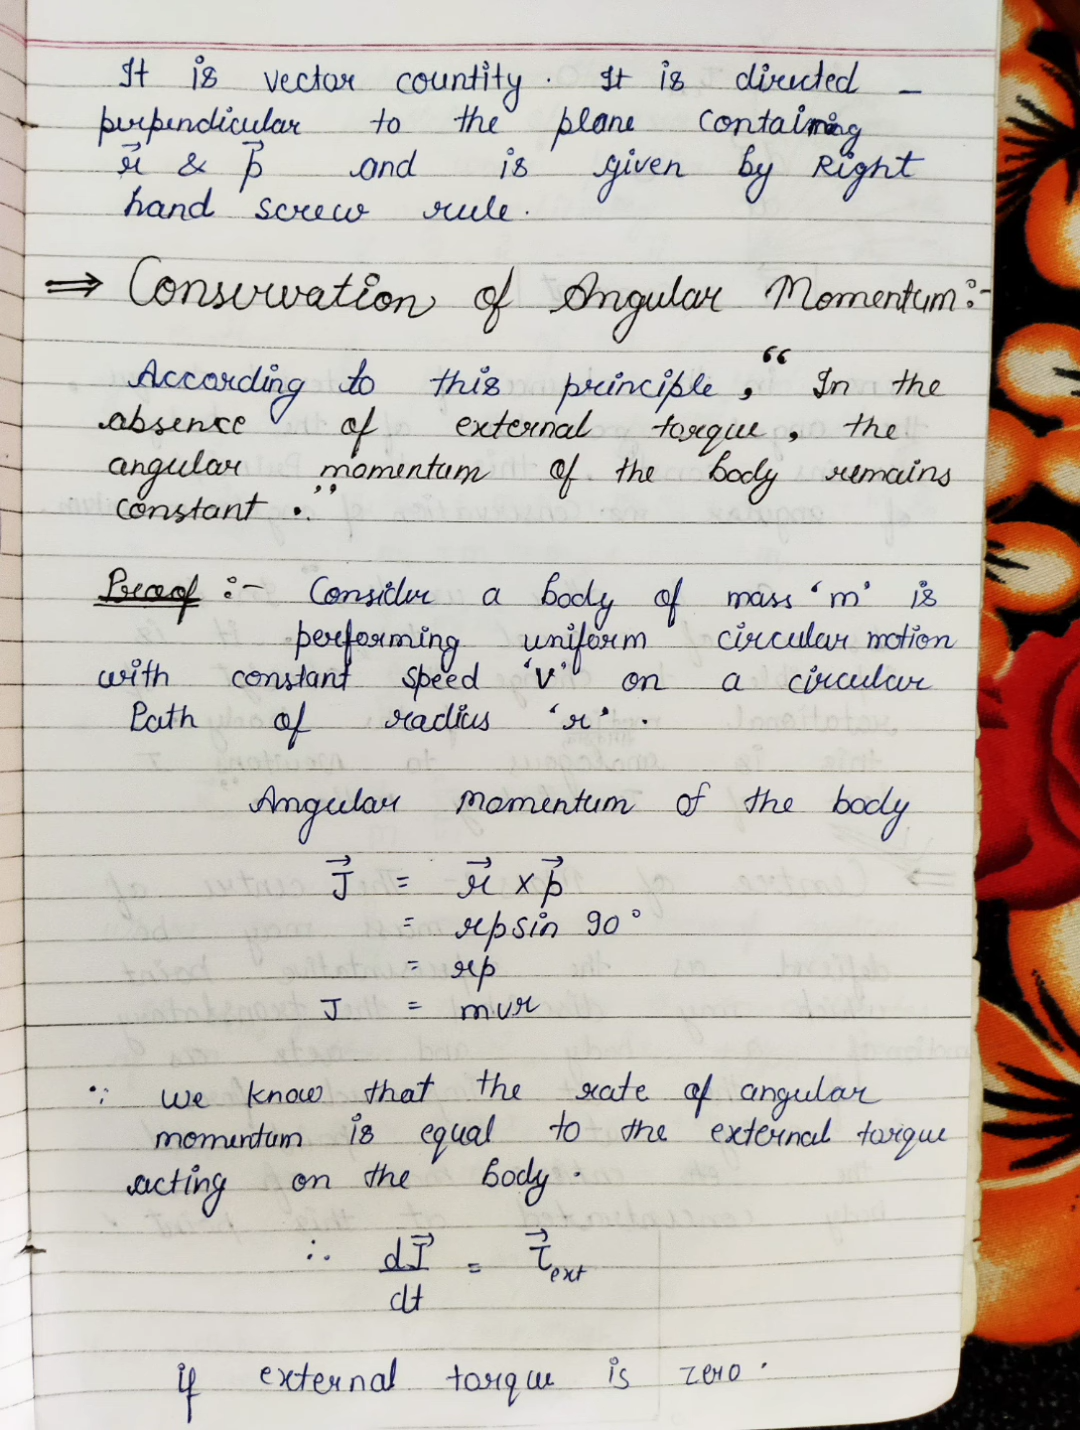 It is vector countity. It is directed -
perpendicular to the plane containing
r⃗ & p⃗ and is given by Right
hand screw rule.
⇒ Conservation of Angular Momentum:-
According to this principle, “ In the
absence of external torque, the
angular momentum of the body remains
constant.”
Proof :- Consider a body of mass ‘m’ is
performing uniform circular motion
with constant speed ‘v’ on a circular
Path of radius ‘r’.
Angular momentum of the body
J⃗ = r⃗ × p⃗
= rp sin 90°
= rp
J = mvr
∵ we know that the rate of angular
momentum is equal to the external torque
acting on the body.
∴ dJ⃗/dt = τ⃗ext
if external torque is zero.